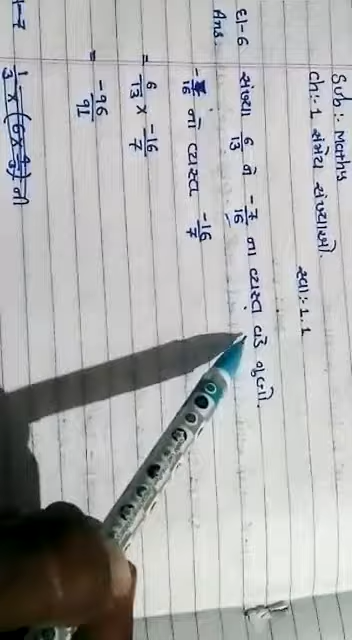 Sub :- Maths
Ch:- 1 સંમેય સંખ્યાઓ. સ્વા:- 1.1
દા-6 સંખ્યા 6/13 ને -7/16 ના વ્યસ્ત વડે ગુણો.
Ans. -7/16 નો વ્યસ્ત -16/7
= 6/13 × -16/7
= -96/91